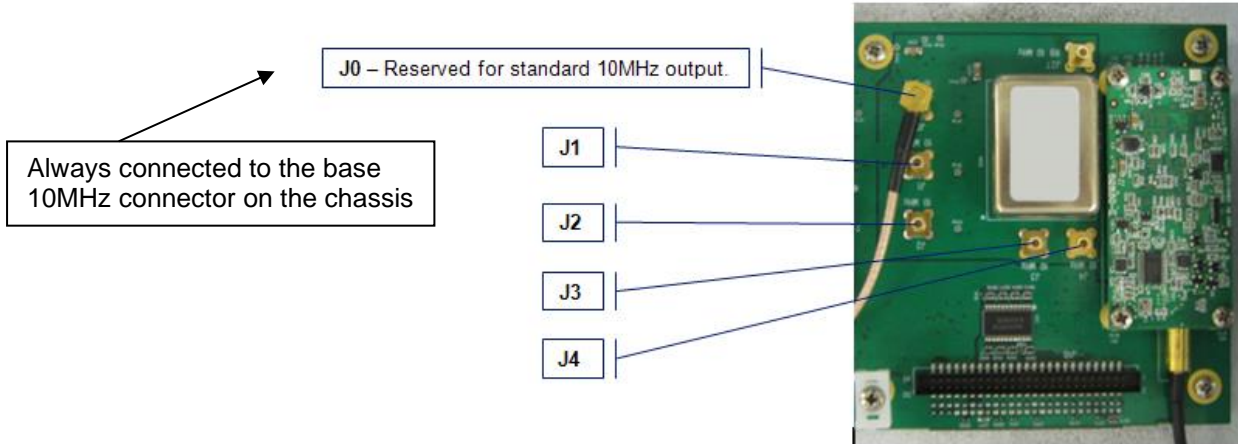 J0 – Reserved for standard 10MHz output.
Always connected to the base
10MHz connector on the chassis
J1
J2
J3
J4